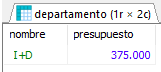 departamento (1r × 2c)
nombre presupuesto
I+D 375.000